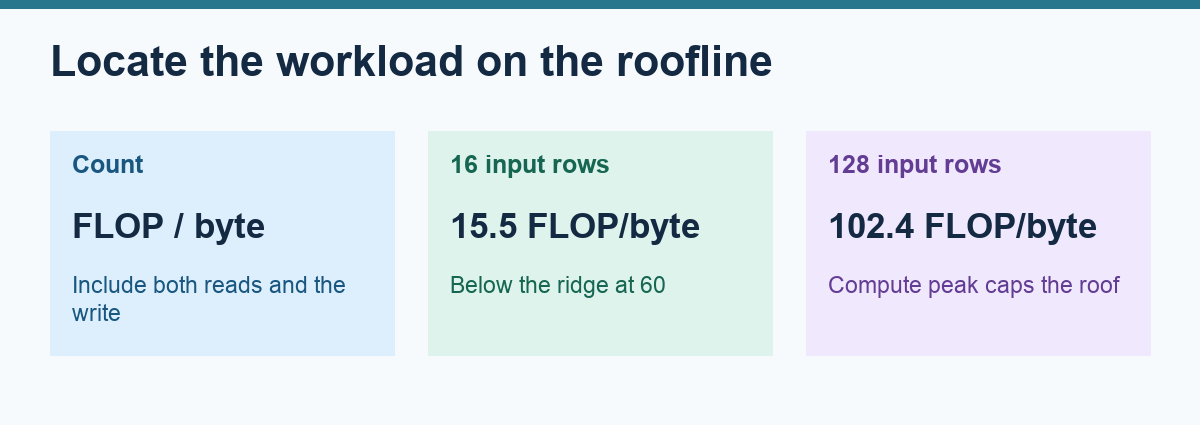 Locate the workload on the roofline
Count
FLOP / byte
Include both reads and the
write
16 input rows
15.5 FLOP/byte
Below the ridge at 60
128 input rows
102.4 FLOP/byte
Compute peak caps the roof